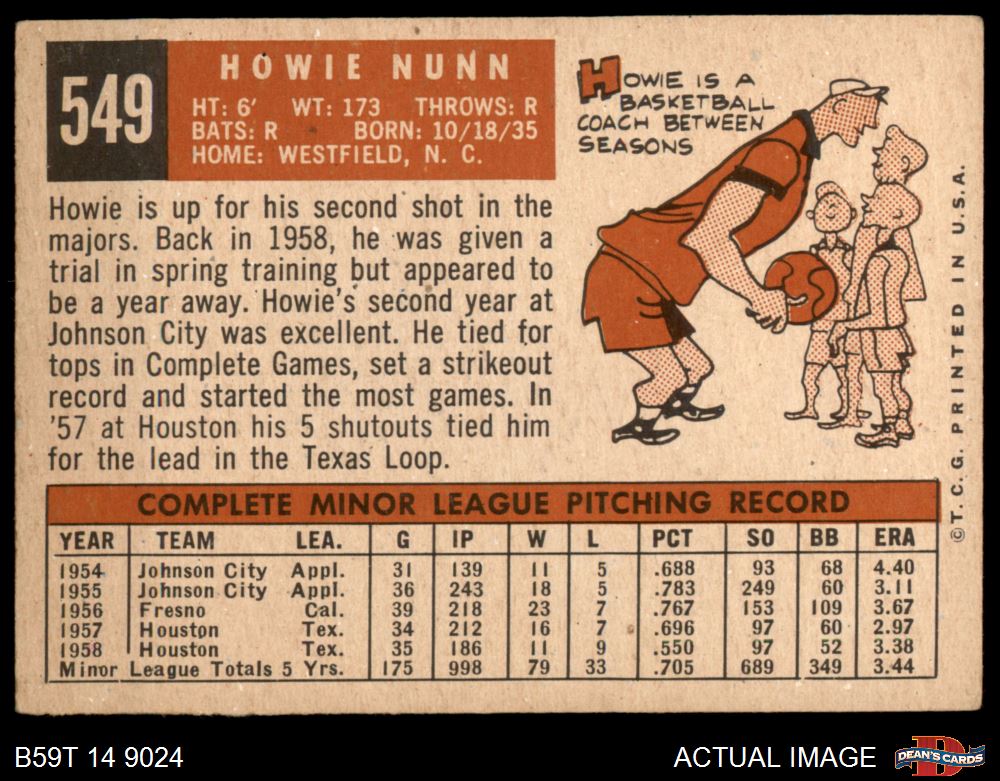 549
HOWIE NUNN
HT: 6' WT: 173 THROWS: R
BATS: R BORN: 10/18/35
HOME: WESTFIELD, N. C.
HOWIE IS A
BASKETBALL
COACH BETWEEN
SEASONS
Howie is up for his second shot in the
majors. Back in 1958, he was given a
trial in spring training but appeared to
be a year away. Howie's second year at
Johnson City was excellent. He tied for
tops in Complete Games, set a strikeout
record and started the most games. In
'57 at Houston his 5 shutouts tied him
for the lead in the Texas Loop.
©T. C. G. PRINTED IN U.S.A.
COMPLETE MINOR LEAGUE PITCHING RECORD
YEAR TEAM LEA. G IP W L PCT SO BB ERA
1954 Johnson City Appl. 31 139 11 5 .688 93 68 4.40
1955 Johnson City Appl. 36 243 18 5 .783 249 60 3.11
1956 Fresno Cal. 39 218 23 7 .767 153 109 3.67
1957 Houston Tex. 34 212 16 7 .696 97 60 2.97
1958 Houston Tex. 35 186 11 9 .550 97 52 3.38
Minor League Totals 5 Yrs. 175 998 79 33 .705 689 349 3.44
B59T 14 9024
ACTUAL IMAGE
D
DEAN'S CARDS